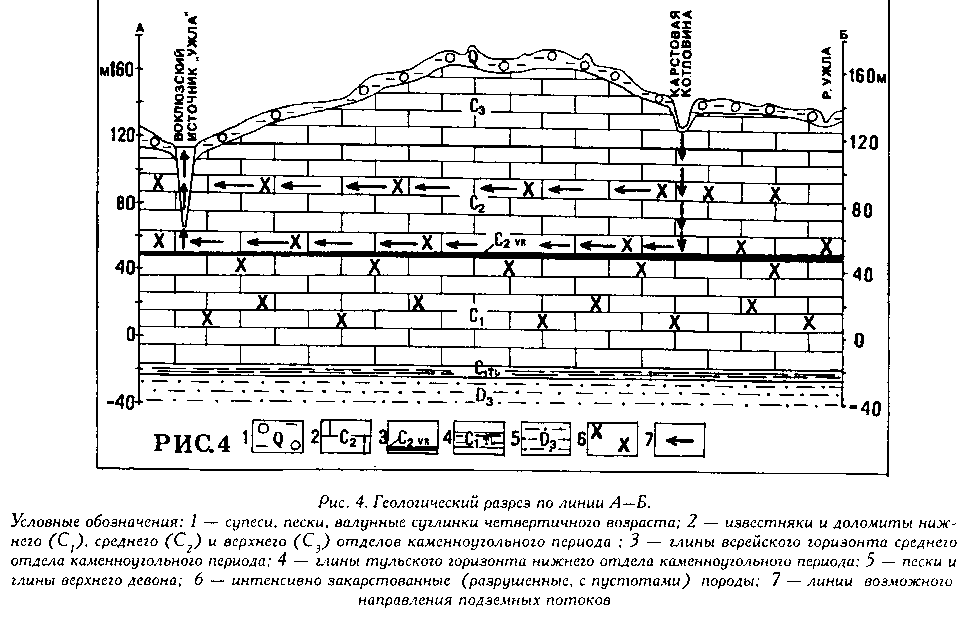 А
Б
ВОКЛЮЗСКИЙ
ИСТОЧНИК „УЖЛА"
КАРСТОВАЯ
КОТЛОВИНА
Р. УЖЛА
м160
160м
120
120
80
80
40
40
0
0
-40
-40
Q
C3
C2
C2 vr
C1
C1tl
D3
РИС.4 1 Q 2 C2 3 C2 vr 4 C1 tl 5 D3 6 7
Рис. 4. Геологический разрез по линии А—Б.
Условные обозначения: 1 — супеси, пески, валунные суглинки четвертичного возраста; 2 — известняки и доломиты ниж-
него (C1), среднего (C2) и верхнего (C3) отделов каменноугольного периода ; 3 — глины верейского горизонта среднего
отдела каменноугольного периода; 4 — глины тульского горизонта нижнего отдела каменноугольного периода; 5 — пески и
глины верхнего девона; 6 — интенсивно закарстованные (разрушенные, с пустотами) породы; 7 — линии возможного
направления подземных потоков